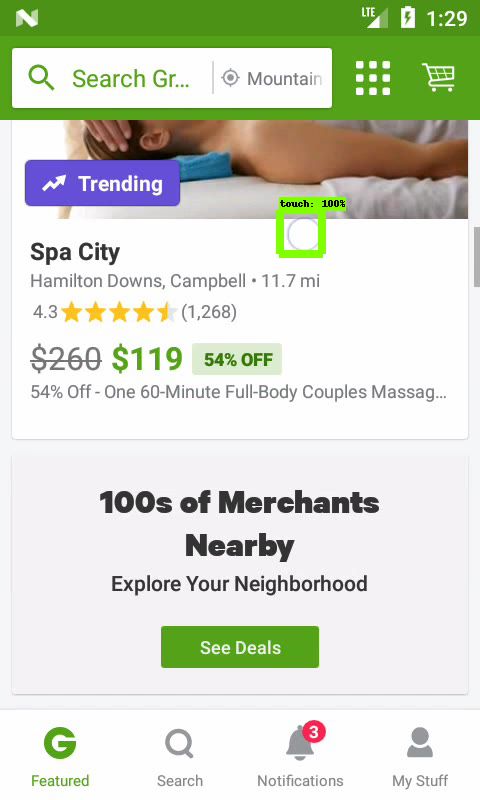 LTE 1:29
Search Gr... Mountain
Trending
touch: 100%
Spa City
Hamilton Downs, Campbell • 11.7 mi
4.3 (1,268)
$260 $119 54% OFF
54% Off - One 60-Minute Full-Body Couples Massag...
100s of Merchants
Nearby
Explore Your Neighborhood
See Deals
3
Featured Search Notifications My Stuff